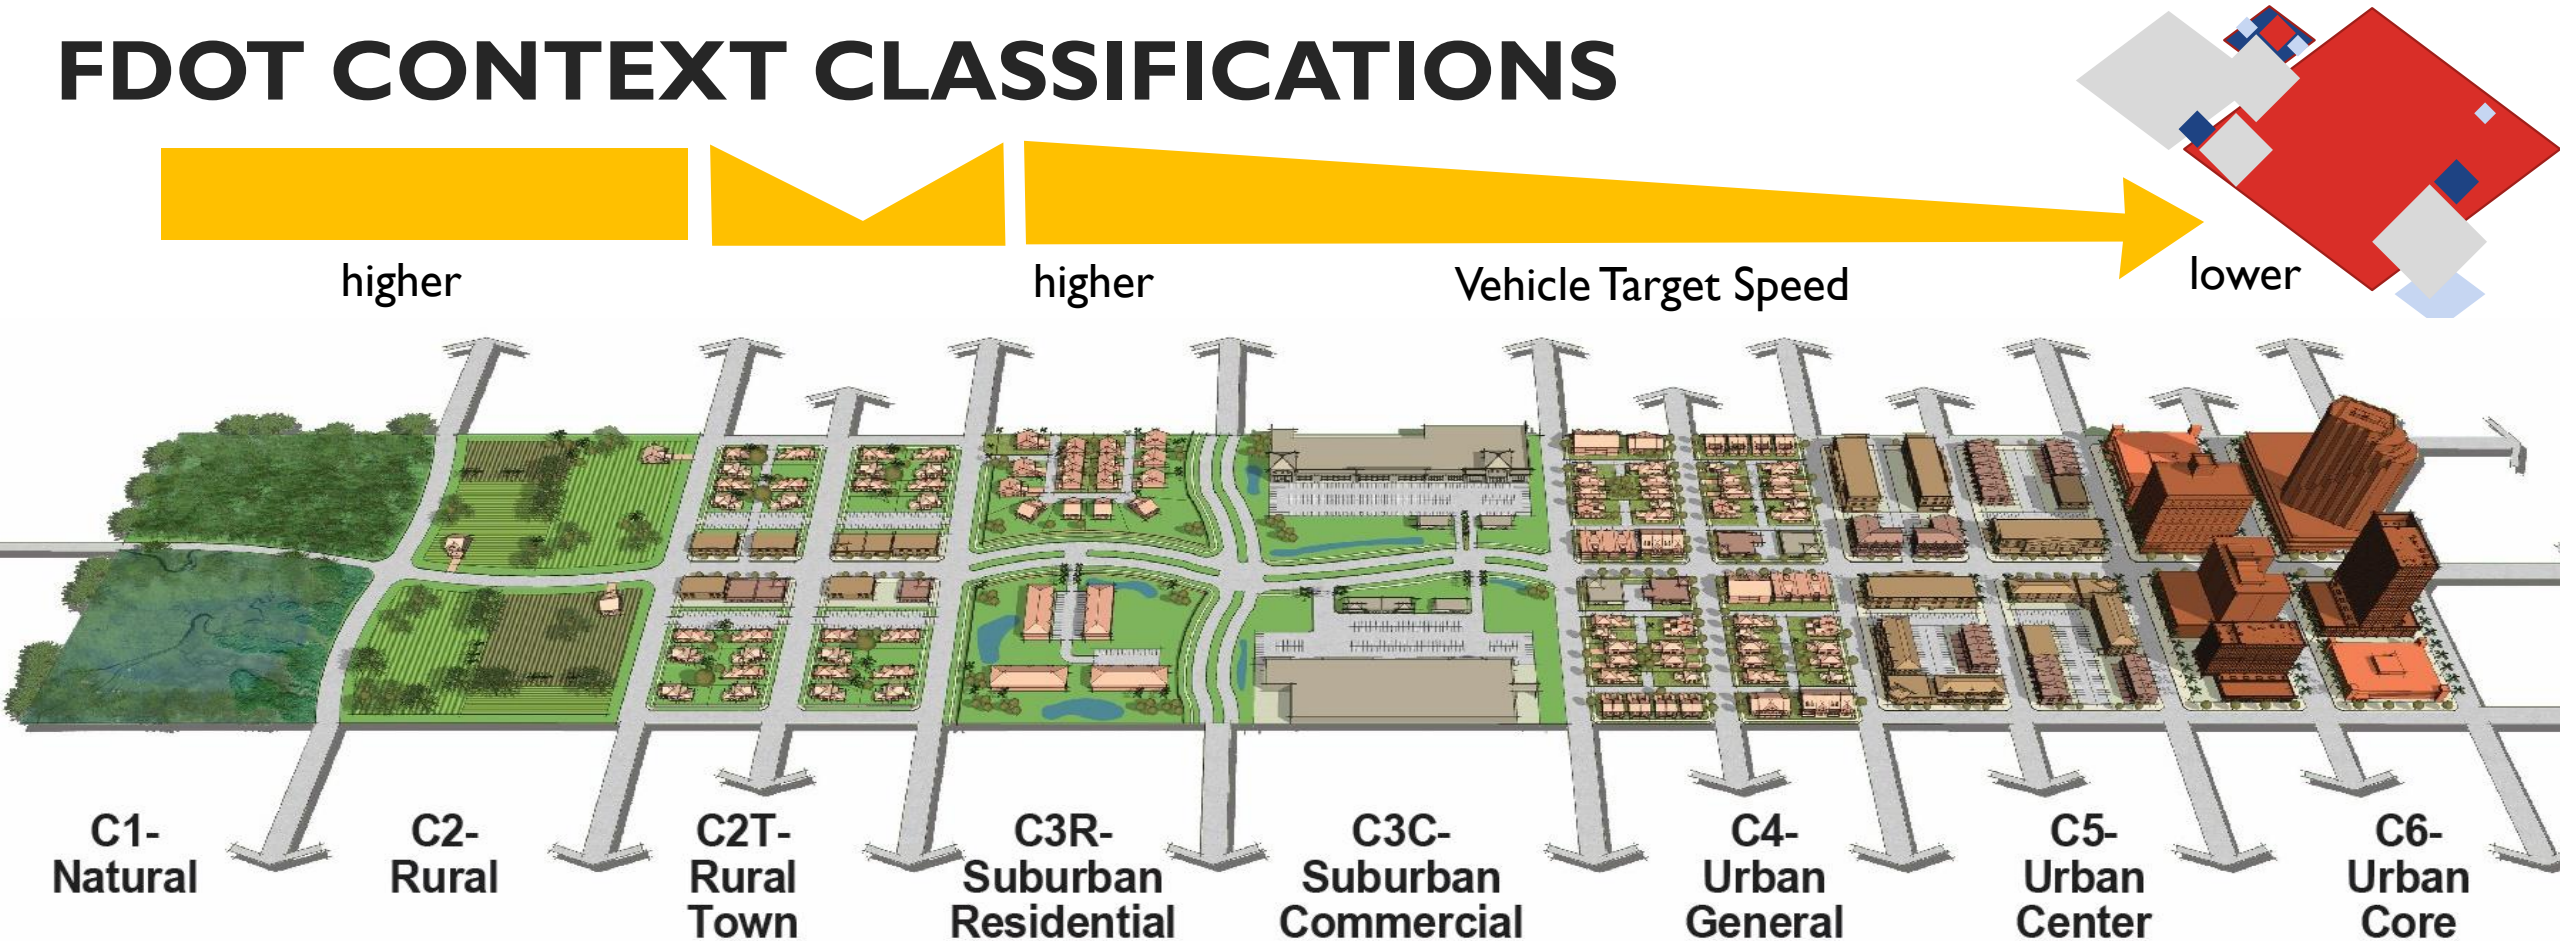 FDOT CONTEXT CLASSIFICATIONS
higher
higher
Vehicle Target Speed
lower
C1-
Natural
C2-
Rural
C2T-
Rural
Town
C3R-
Suburban
Residential
C3C-
Suburban
Commercial
C4-
Urban
General
C5-
Urban
Center
C6-
Urban
Core